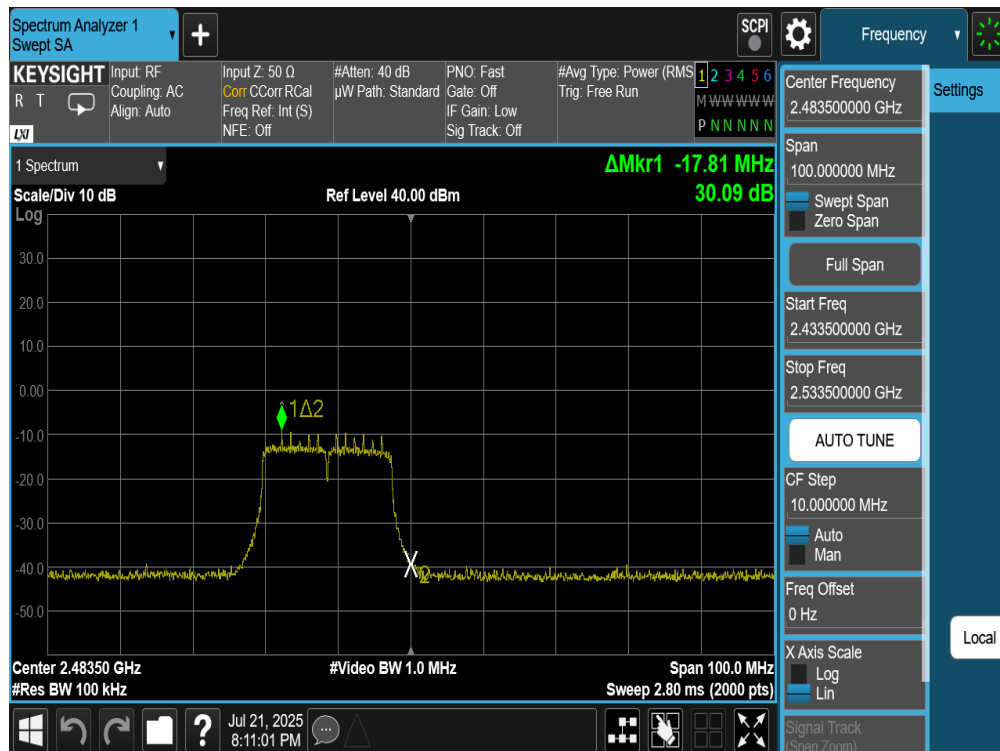 Spectrum Analyzer 1
Swept SA
+
SCPI
Frequency
KEYSIGHT
R T
LXI
Input: RF
Coupling: AC
Align: Auto
Input Z: 50 Ω
Corr CCorr RCal
Freq Ref: Int (S)
NFE: Off
#Atten: 40 dB
µW Path: Standard
PNO: Fast
Gate: Off
IF Gain: Low
Sig Track: Off
#Avg Type: Power (RMS
Trig: Free Run
1 2 3 4 5 6
M W W W W W
P N N N N N
1 Spectrum
ΔMkr1 -17.81 MHz
30.09 dB
Scale/Div 10 dB
Ref Level 40.00 dBm
Log
30.0
20.0
10.0
0.00
-10.0
-20.0
-30.0
-40.0
-50.0
1Δ2
2
Center 2.48350 GHz
#Video BW 1.0 MHz
Span 100.0 MHz
#Res BW 100 kHz
Sweep 2.80 ms (2000 pts)
?
Jul 21, 2025
8:11:01 PM
Center Frequency
2.483500000 GHz
Span
100.000000 MHz
Swept Span
Zero Span
Full Span
Start Freq
2.433500000 GHz
Stop Freq
2.533500000 GHz
AUTO TUNE
CF Step
10.000000 MHz
Auto
Man
Freq Offset
0 Hz
X Axis Scale
Log
Lin
Signal Track
(Span Zoom)
Settings
Local